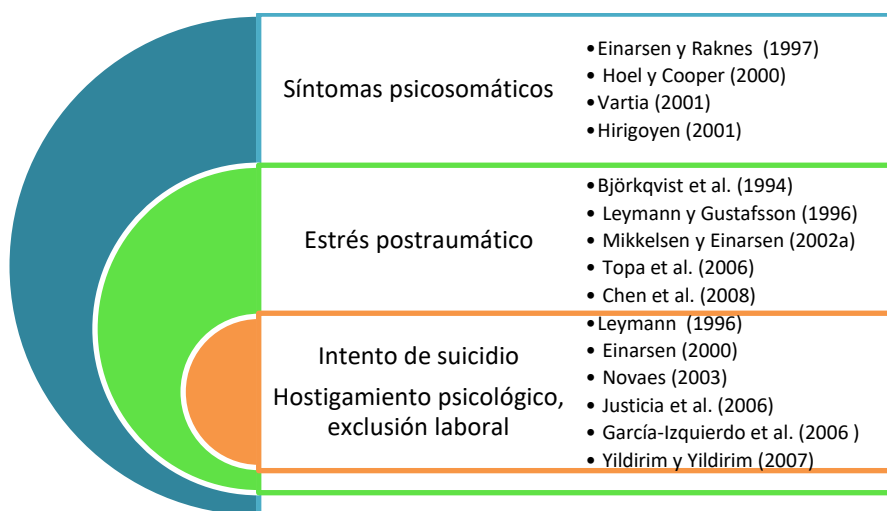 Síntomas psicosomáticos
•Einarsen y Raknes (1997)
• Hoel y Cooper (2000)
•Vartia (2001)
•Hirigoyen (2001)
Estrés postraumático
•Björkqvist et al. (1994)
• Leymann y Gustafsson (1996)
• Mikkelsen y Einarsen (2002a)
• Topa et al. (2006)
• Chen et al. (2008)
Intento de suicidio
Hostigamiento psicológico,
exclusión laboral
•Leymann (1996)
• Einarsen (2000)
• Novaes (2003)
• Justicia et al. (2006)
• García-Izquierdo et al. (2006 )
• Yildirim y Yildirim (2007)